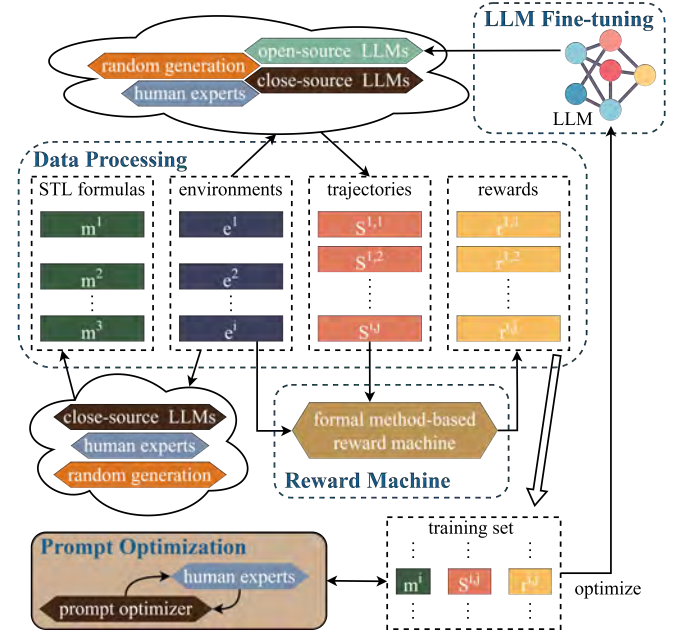 LLM Fine-tuning
open-source LLMs
random generation
close-source LLMs
human experts
LLM
Data Processing
STL formulas
environments
trajectories
rewards
m¹
e¹
S¹,¹
r¹,¹
S¹,²
r¹,²
m²
e²
⋮
⋮
⋮
⋮
m³
eⁱ
Sⁱ,ʲ
rⁱ,ʲ
close-source LLMs
human experts
random generation
formal method-based
reward machine
Reward Machine
training set
⋮
⋮
⋮
mⁱ
Sⁱ,ʲ
rⁱ,ʲ
⋮
⋮
⋮
optimize
Prompt Optimization
human experts
prompt optimizer